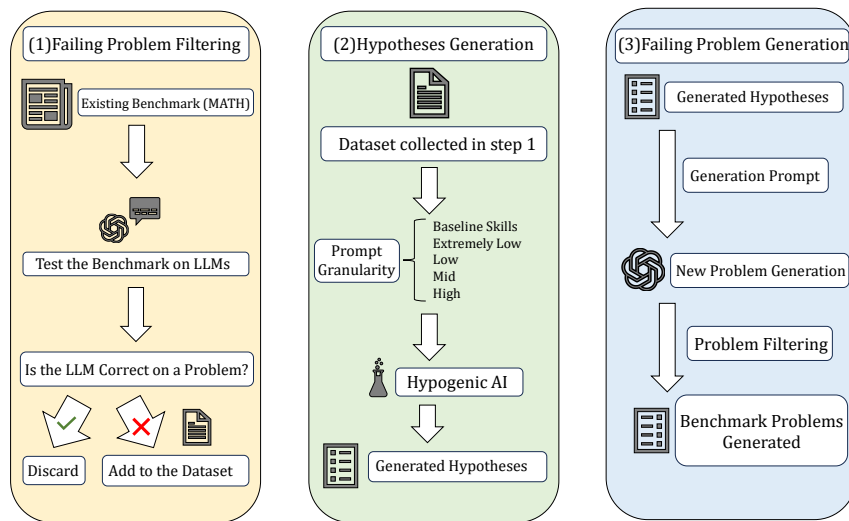 (1)Failing Problem Filtering
Existing Benchmark (MATH)
Test the Benchmark on LLMs
Is the LLM Correct on a Problem?
Discard
Add to the Dataset
(2)Hypotheses Generation
Dataset collected in step 1
Prompt
Granularity
Baseline Skills
Extremely Low
Low
Mid
High
Hypogenic AI
Generated Hypotheses
(3)Failing Problem Generation
Generated Hypotheses
Generation Prompt
New Problem Generation
Problem Filtering
Benchmark Problems
Generated